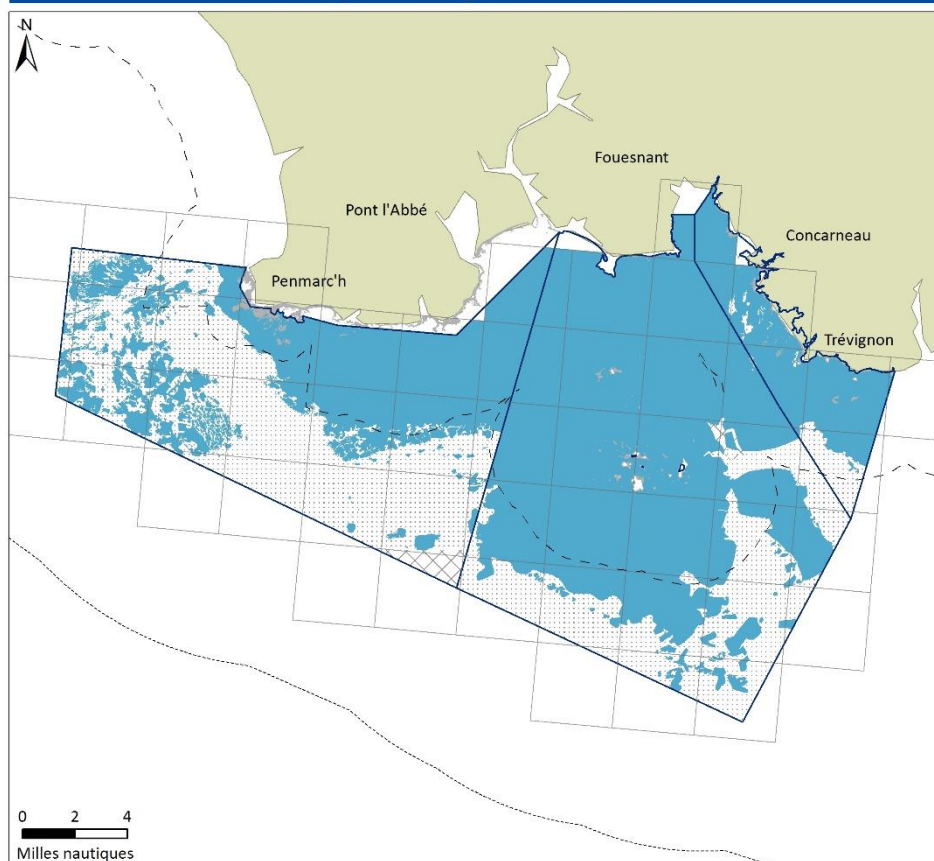 N
Fouesnant
Pont l'Abbé
Concarneau
Penmarc'h
Trévignon
0 2 4
Milles nautiques